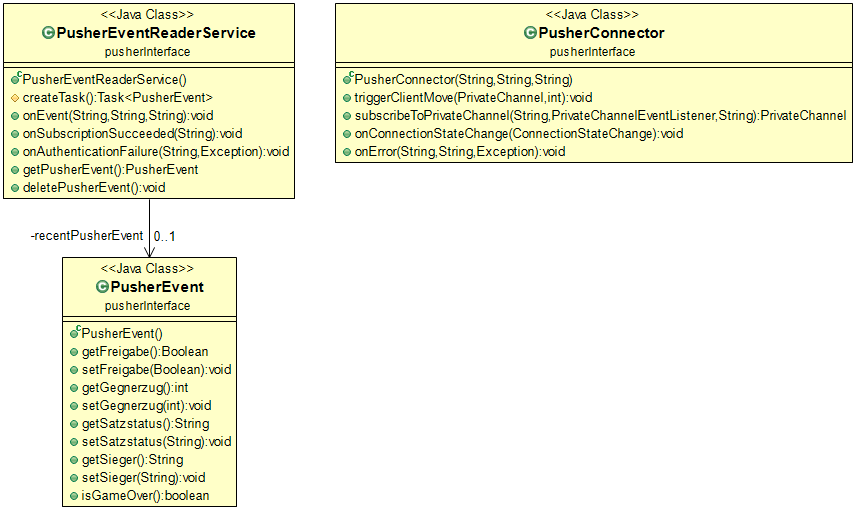 <<Java Class>>
PusherEventReaderService
pusherInterface
PusherEventReaderService()
createTask():Task<PusherEvent>
onEvent(String,String,String):void
onSubscriptionSucceeded(String):void
onAuthenticationFailure(String,Exception):void
getPusherEvent():PusherEvent
deletePusherEvent():void
<<Java Class>>
PusherConnector
pusherInterface
PusherConnector(String,String,String)
triggerClientMove(PrivateChannel,int):void
subscribeToPrivateChannel(String,PrivateChannelEventListener,String):PrivateChannel
onConnectionStateChange(ConnectionStateChange):void
onError(String,String,Exception):void
-recentPusherEvent 0..1
<<Java Class>>
PusherEvent
pusherInterface
PusherEvent()
getFreigabe():Boolean
setFreigabe(Boolean):void
getGegnerzug():int
setGegnerzug(int):void
getSatzstatus():String
setSatzstatus(String):void
getSieger():String
setSieger(String):void
isGameOver():boolean